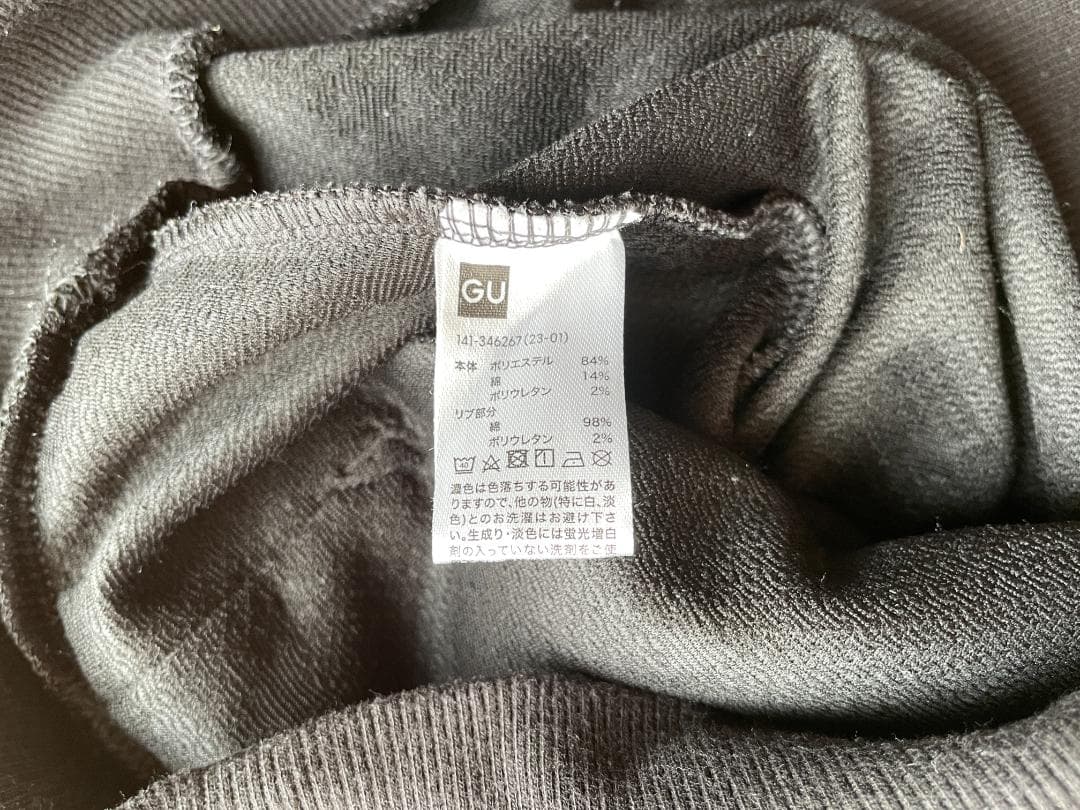 GU
141-346267(23-01)
本体 ポリエステル 84%
綿 14%
ポリウレタン 2%
リブ部分
綿 98%
ポリウレタン 2%
40
濃色は色落ちする可能性があ
りますので、他の物(特に白、淡
色)とのお洗濯はお避け下さ
い。生成り・淡色には蛍光増白
剤の入っていない洗剤をご使